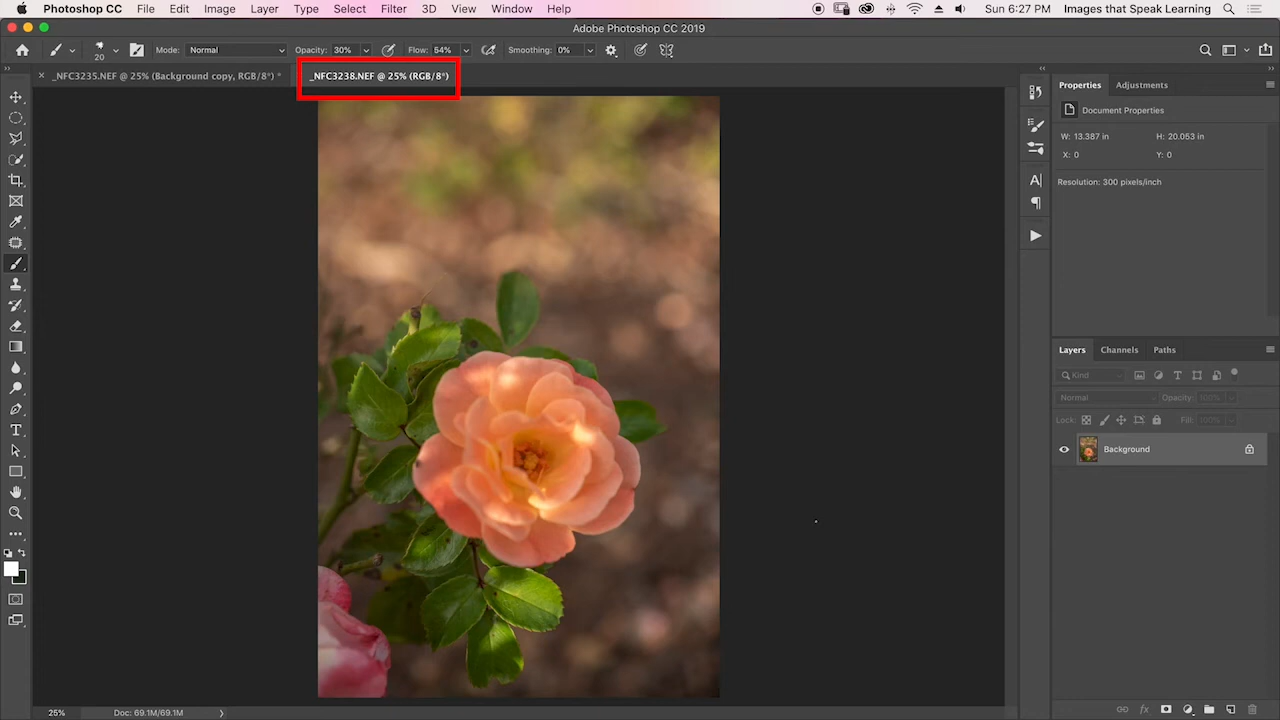 Photoshop CC File Edit Image Layer Type Select Filter 3D View Window Help Sun 6:27 PM Images that Speak Learning
Adobe Photoshop CC 2019
20 Mode: Normal Opacity: 30% Flow: 54% Smoothing: 0%
_NFC3235.NEF @ 25% (Background copy, RGB/8*) *
_NFC3238.NEF @ 25% (RGB/8*)
Properties Adjustments
Document Properties
W: 13.387 in H: 20.053 in
X: 0 Y: 0
Resolution: 300 pixels/inch
Layers Channels Paths
Kind
Normal Opacity: 100%
Lock: Fill: 100%
Background
25% Doc: 69.1M/69.1M